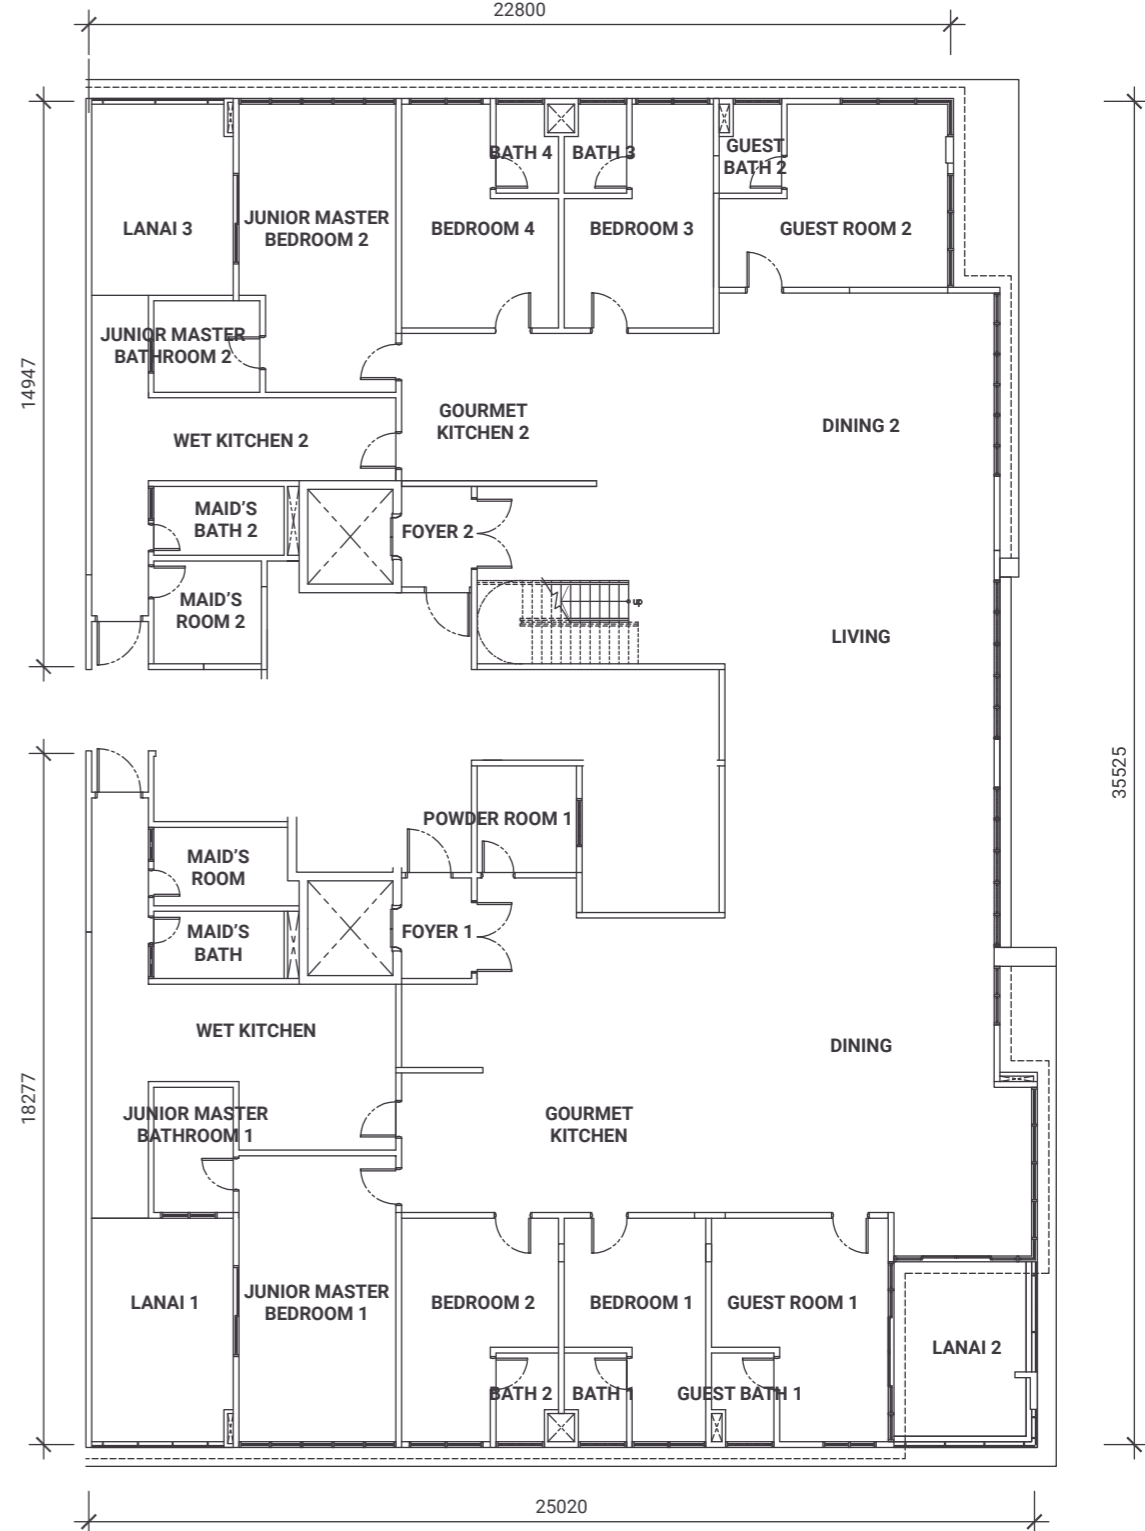 22800
BATH 4
BATH 3
GUEST
BATH 2
LANAI 3
JUNIOR MASTER
BEDROOM 2
BEDROOM 4
BEDROOM 3
GUEST ROOM 2
JUNIOR MASTER
BATHROOM 2
14947
GOURMET
KITCHEN 2
DINING 2
WET KITCHEN 2
MAID'S
BATH 2
FOYER 2
MAID'S
ROOM 2
up
LIVING
35525
POWDER ROOM 1
MAID'S
ROOM
MAID'S
BATH
FOYER 1
WET KITCHEN
DINING
18277
JUNIOR MASTER
BATHROOM 1
GOURMET
KITCHEN
LANAI 1
JUNIOR MASTER
BEDROOM 1
BEDROOM 2
BEDROOM 1
GUEST ROOM 1
LANAI 2
BATH 2
BATH 1
GUEST BATH 1
25020